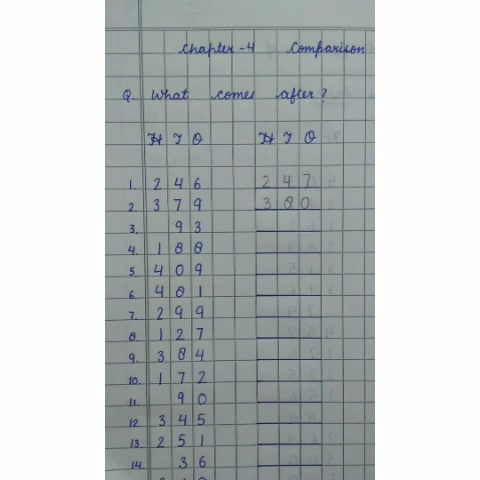 Chapter-4 Comparison
Q. What comes after?
H T O H T O
1. 2 4 6 2 4 7
2. 3 7 9 3 8 0
3. 9 3
4. 1 8 8
5. 4 0 9
6. 4 8 1
7. 2 9 9
8. 1 2 7
9. 3 8 4
10. 1 7 2
11. 9 0
12. 3 4 5
13. 2 5 1
14. 3 6